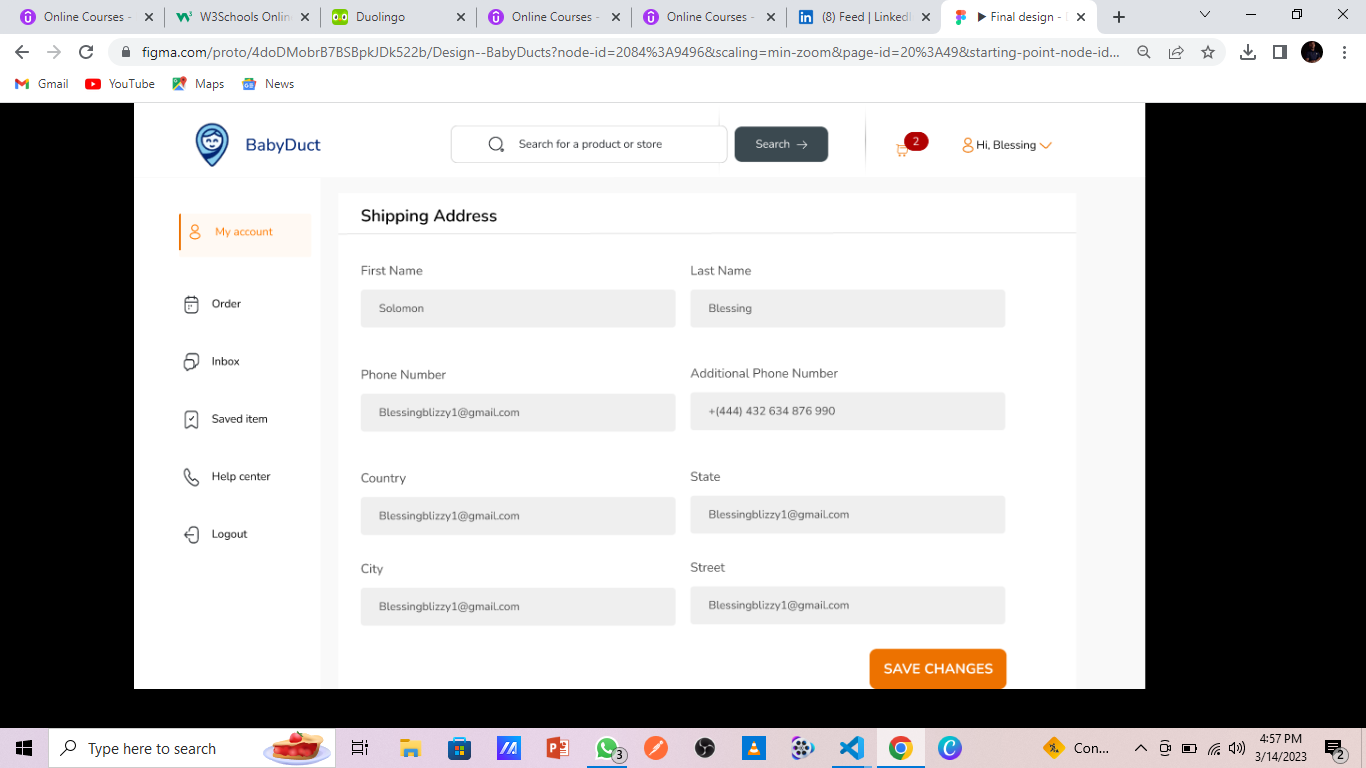 Online Courses -
W3Schools Onlin
Duolingo
Online Courses -
Online Courses -
(8) Feed | LinkedI
▶ Final design -
figma.com/proto/4doDMobrB7BSBpkJDk522b/Design--BabyDucts?node-id=2084%3A9496&scaling=min-zoom&page-id=20%3A49&starting-point-node-id...
Gmail YouTube Maps News
BabyDuct
Search for a product or store
Search →
2
Hi, Blessing
My account
Order
Inbox
Saved item
Help center
Logout
Shipping Address
First Name
Last Name
Solomon
Blessing
Phone Number
Additional Phone Number
Blessingblizzy1@gmail.com
+(444) 432 634 876 990
Country
State
Blessingblizzy1@gmail.com
Blessingblizzy1@gmail.com
City
Street
Blessingblizzy1@gmail.com
Blessingblizzy1@gmail.com
SAVE CHANGES
Type here to search
3
Con...
4:57 PM
3/14/2023
2